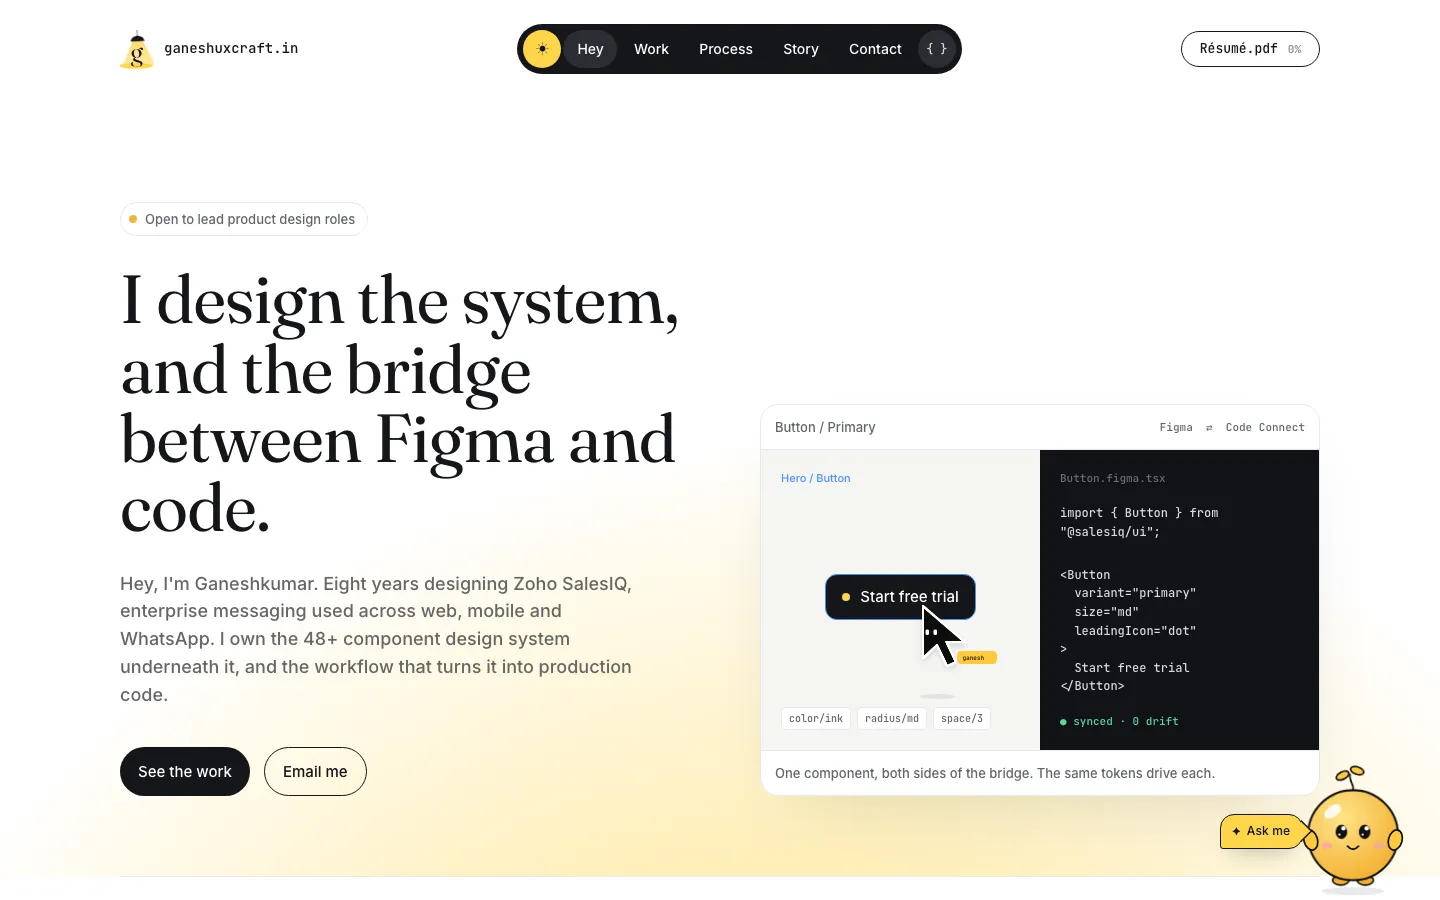 g
ganeshuxcraft.in
Hey
Work
Process
Story
Contact
{ }
Résumé.pdf 0%
Open to lead product design roles
I design the system,
and the bridge
between Figma and
code.
Hey, I'm Ganeshkumar. Eight years designing Zoho SalesIQ,
enterprise messaging used across web, mobile and
WhatsApp. I own the 48+ component design system
underneath it, and the workflow that turns it into production
code.
See the work
Email me
Button / Primary
Figma ⇄ Code Connect
Hero / Button
Start free trial
ganesh
color/ink
radius/md
space/3
Button.figma.tsx
import { Button } from
"@salesiq/ui";
<Button
variant="primary"
size="md"
leadingIcon="dot"
>
Start free trial
</Button>
● synced · 0 drift
One component, both sides of the bridge. The same tokens drive each.
✦ Ask me